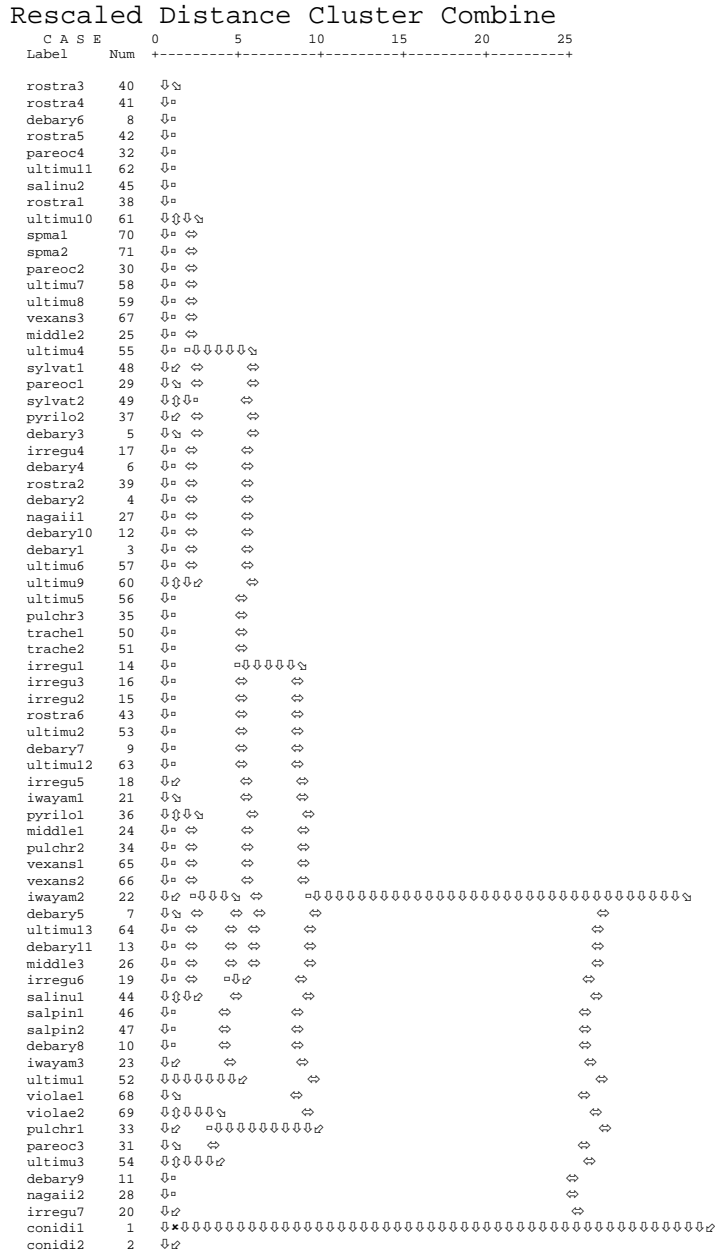 Rescaled Distance Cluster Combine
C A S E 0 5 10 15 20 25
Label Num +---------+---------+---------+---------+---------+
rostra3 40 ⇩⬂
rostra4 41 ⇩▫
debary6 8 ⇩▫
rostra5 42 ⇩▫
pareoc4 32 ⇩▫
ultimu11 62 ⇩▫
salinu2 45 ⇩▫
rostra1 38 ⇩▫
ultimu10 61 ⇩⇳⇩⬂
spma1 70 ⇩▫ ⬄
spma2 71 ⇩▫ ⬄
pareoc2 30 ⇩▫ ⬄
ultimu7 58 ⇩▫ ⬄
ultimu8 59 ⇩▫ ⬄
vexans3 67 ⇩▫ ⬄
middle2 25 ⇩▫ ⬄
ultimu4 55 ⇩▫ ▫⇩⇩⇩⇩⇩⬂
sylvat1 48 ⇩⬃ ⬄ ⬄
pareoc1 29 ⇩⬂ ⬄ ⬄
sylvat2 49 ⇩⇳⇩▫ ⬄
pyrilo2 37 ⇩⬃ ⬄ ⬄
debary3 5 ⇩⬂ ⬄ ⬄
irregu4 17 ⇩▫ ⬄ ⬄
debary4 6 ⇩▫ ⬄ ⬄
rostra2 39 ⇩▫ ⬄ ⬄
debary2 4 ⇩▫ ⬄ ⬄
nagaii1 27 ⇩▫ ⬄ ⬄
debary10 12 ⇩▫ ⬄ ⬄
debary1 3 ⇩▫ ⬄ ⬄
ultimu6 57 ⇩▫ ⬄ ⬄
ultimu9 60 ⇩⇳⇩⬃ ⬄
ultimu5 56 ⇩▫ ⬄
pulchr3 35 ⇩▫ ⬄
trache1 50 ⇩▫ ⬄
trache2 51 ⇩▫ ⬄
irregu1 14 ⇩▫ ▫⇩⇩⇩⇩⇩⬂
irregu3 16 ⇩▫ ⬄ ⬄
irregu2 15 ⇩▫ ⬄ ⬄
rostra6 43 ⇩▫ ⬄ ⬄
ultimu2 53 ⇩▫ ⬄ ⬄
debary7 9 ⇩▫ ⬄ ⬄
ultimu12 63 ⇩▫ ⬄ ⬄
irregu5 18 ⇩⬃ ⬄ ⬄
iwayam1 21 ⇩⬂ ⬄ ⬄
pyrilo1 36 ⇩⇳⇩⬂ ⬄ ⬄
middle1 24 ⇩▫ ⬄ ⬄ ⬄
pulchr2 34 ⇩▫ ⬄ ⬄ ⬄
vexans1 65 ⇩▫ ⬄ ⬄ ⬄
vexans2 66 ⇩▫ ⬄ ⬄ ⬄
iwayam2 22 ⇩⬃ ▫⇩⇩⇩⬂ ⬄ ▫⇩⇩⇩⇩⇩⇩⇩⇩⇩⇩⇩⇩⇩⇩⇩⇩⇩⇩⇩⇩⇩⇩⇩⇩⇩⇩⇩⇩⇩⇩⇩⇩⇩⇩⇩⇩⇩⇩⇩⬂
debary5 7 ⇩⬂ ⬄ ⬄ ⬄ ⬄ ⬄
ultimu13 64 ⇩▫ ⬄ ⬄ ⬄ ⬄ ⬄
debary11 13 ⇩▫ ⬄ ⬄ ⬄ ⬄ ⬄
middle3 26 ⇩▫ ⬄ ⬄ ⬄ ⬄ ⬄
irregu6 19 ⇩▫ ⬄ ▫⇩⬃ ⬄ ⬄
salinu1 44 ⇩⇳⇩⬃ ⬄ ⬄ ⬄
salpin1 46 ⇩▫ ⬄ ⬄ ⬄
salpin2 47 ⇩▫ ⬄ ⬄ ⬄
debary8 10 ⇩▫ ⬄ ⬄ ⬄
iwayam3 23 ⇩⬃ ⬄ ⬄ ⬄
ultimu1 52 ⇩⇩⇩⇩⇩⇩⇩⬃ ⬄ ⬄
violae1 68 ⇩⬂ ⬄ ⬄
violae2 69 ⇩⇳⇩⇩⇩⬂ ⬄ ⬄
pulchr1 33 ⇩⬃ ▫⇩⇩⇩⇩⇩⇩⇩⇩⇩⬃ ⬄
pareoc3 31 ⇩⬂ ⬄ ⬄
ultimu3 54 ⇩⇳⇩⇩⇩⬃ ⬄
debary9 11 ⇩▫ ⬄
nagaii2 28 ⇩▫ ⬄
irregu7 20 ⇩⬃ ⬄
conidi1 1 ⇩✖⇩⇩⇩⇩⇩⇩⇩⇩⇩⇩⇩⇩⇩⇩⇩⇩⇩⇩⇩⇩⇩⇩⇩⇩⇩⇩⇩⇩⇩⇩⇩⇩⇩⇩⇩⇩⇩⇩⇩⇩⇩⇩⇩⇩⇩⇩⇩⬃
conidi2 2 ⇩⬃